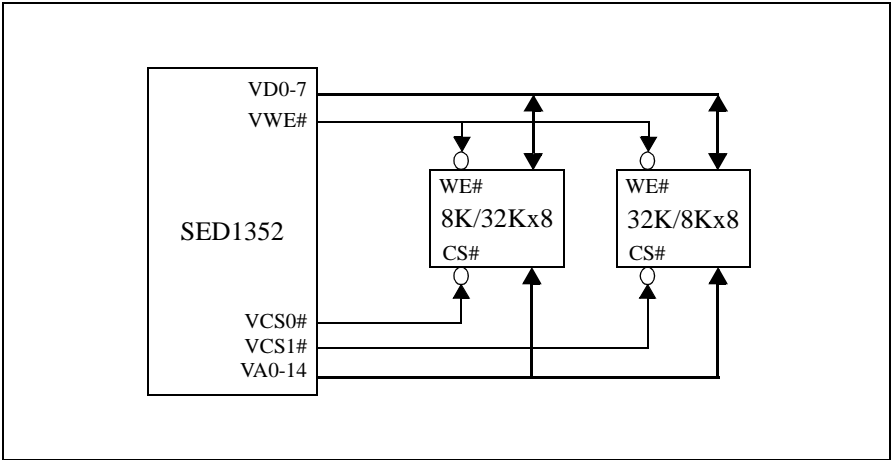 VD0-7
VWE#
SED1352
VCS0#
VCS1#
VA0-14
WE#
8K/32Kx8
CS#
WE#
32K/8Kx8
CS#